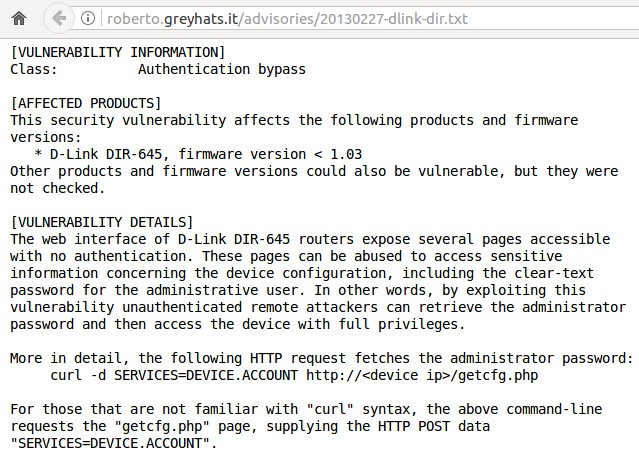 roberto.greyhats.it/advisories/20130227-dlink-dir.txt
[VULNERABILITY INFORMATION]
Class:          Authentication bypass
[AFFECTED PRODUCTS]
This security vulnerability affects the following products and firmware
versions:
   * D-Link DIR-645, firmware version < 1.03
Other products and firmware versions could also be vulnerable, but they were
not checked.
[VULNERABILITY DETAILS]
The web interface of D-Link DIR-645 routers expose several pages accessible
with no authentication. These pages can be abused to access sensitive
information concerning the device configuration, including the clear-text
password for the administrative user. In other words, by exploiting this
vulnerability unauthenticated remote attackers can retrieve the administrator
password and then access the device with full privileges.
More in detail, the following HTTP request fetches the administrator password:
     curl -d SERVICES=DEVICE.ACCOUNT http://<device ip>/getcfg.php
For those that are not familiar with "curl" syntax, the above command-line
requests the "getcfg.php" page, supplying the HTTP POST data
"SERVICES=DEVICE.ACCOUNT".